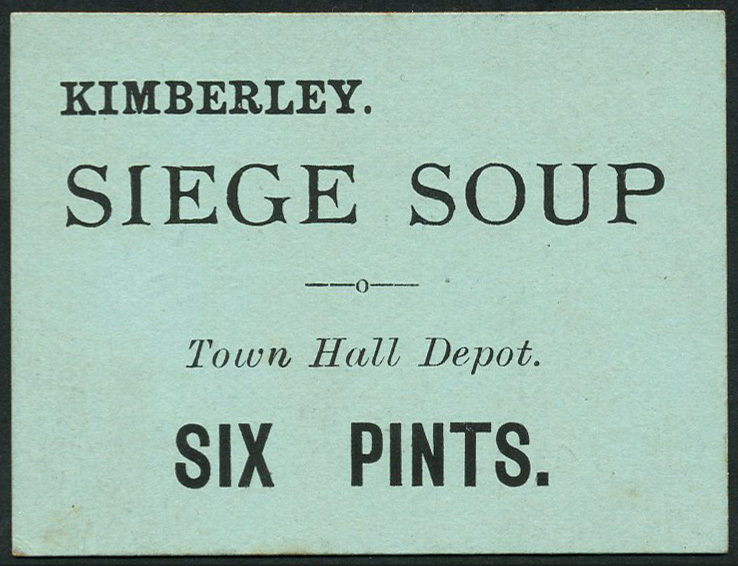 KIMBERLEY.
SIEGE SOUP
Town Hall Depot.
SIX PINTS.